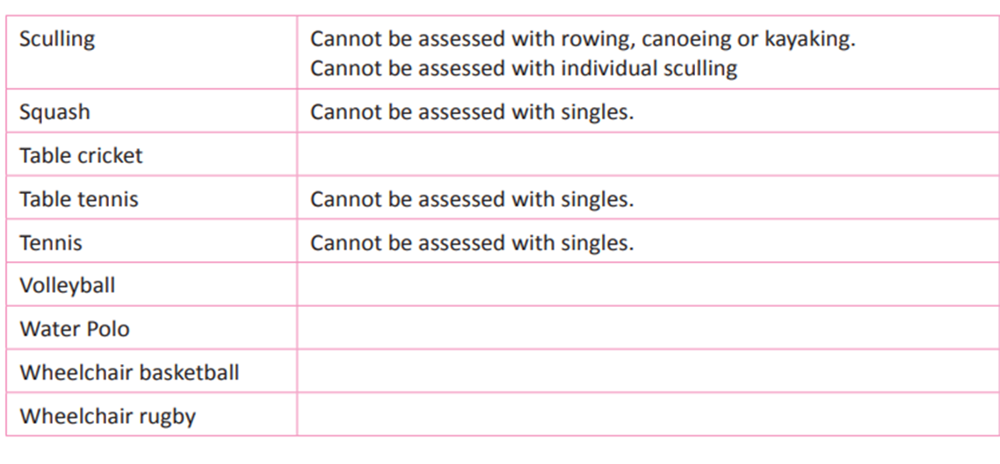 Sculling
Cannot be assessed with rowing, canoeing or kayaking.
Cannot be assessed with individual sculling
Squash
Cannot be assessed with singles.
Table cricket
Table tennis
Cannot be assessed with singles.
Tennis
Cannot be assessed with singles.
Volleyball
Water Polo
Wheelchair basketball
Wheelchair rugby